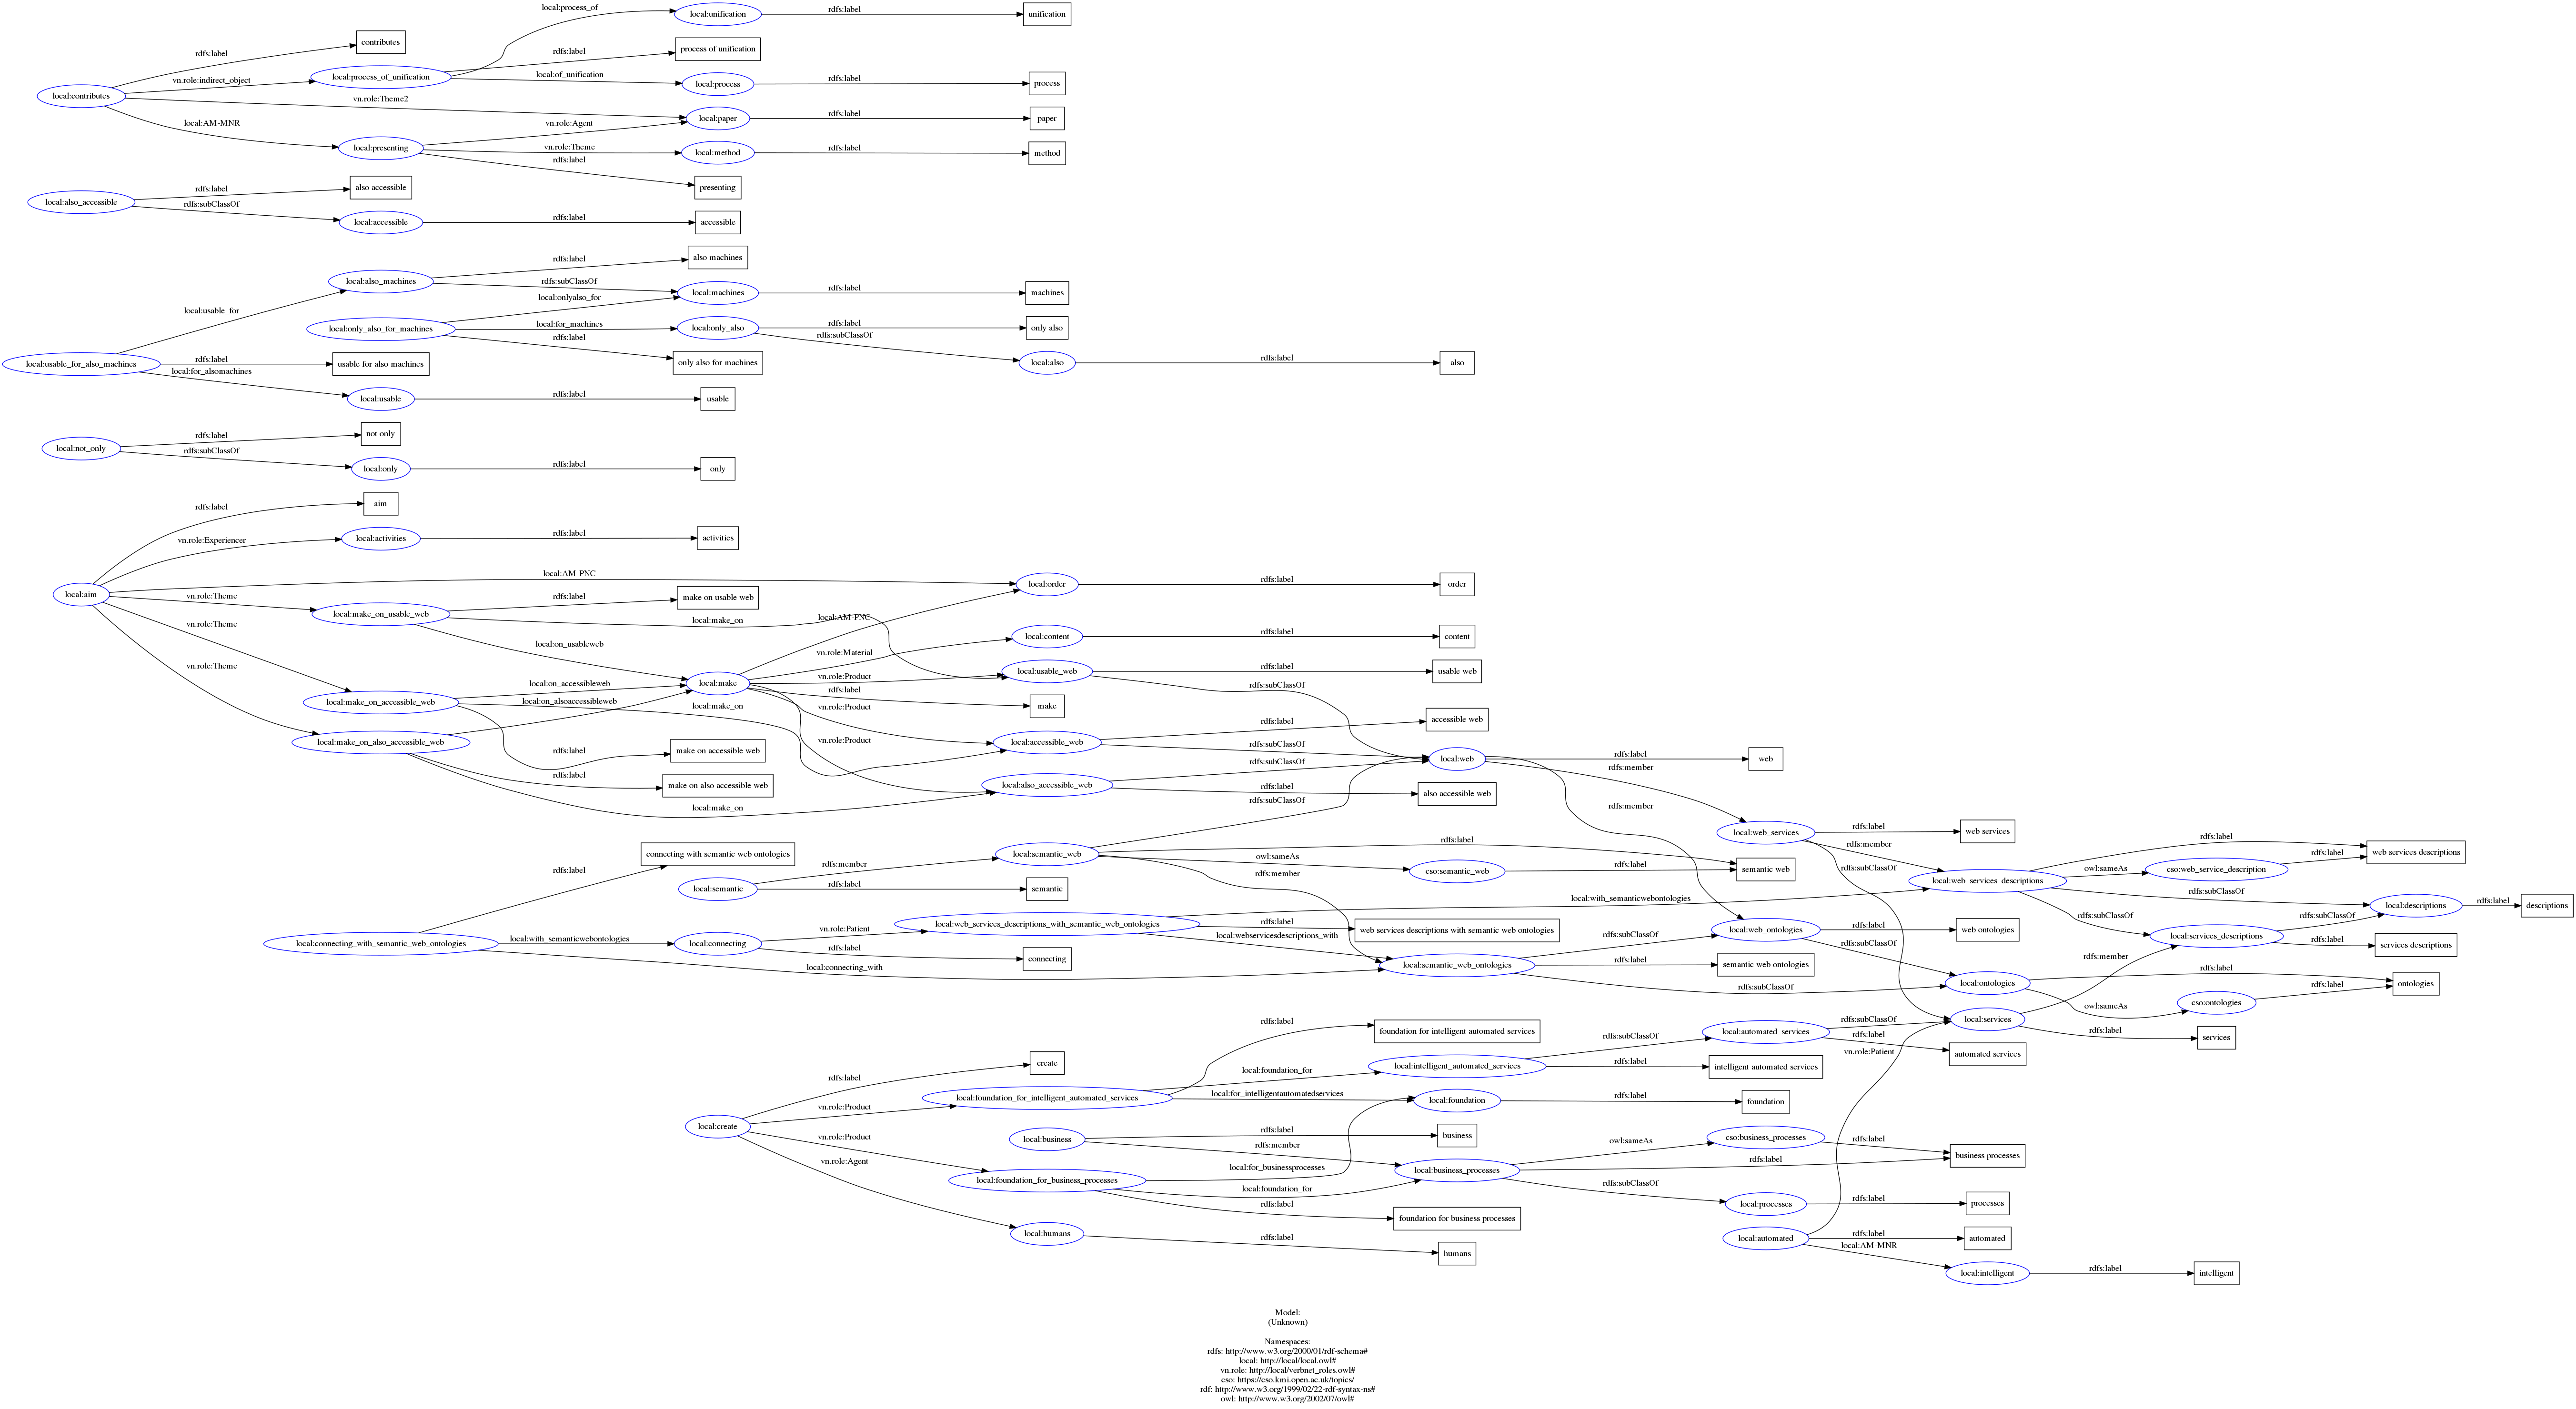 local:process_of
local:unification
rdfs:label
unification
rdfs:label
contributes
rdfs:label
process of unification
local:contributes
vn.role:indirect_object
local:process_of_unification
local:of_unification
local:process
rdfs:label
process
vn.role:Theme2
local:paper
rdfs:label
paper
local:AM-MNR
local:presenting
vn.role:Agent
vn.role:Theme
local:method
rdfs:label
method
rdfs:label
presenting
local:also_accessible
rdfs:label
also accessible
rdfs:subClassOf
local:accessible
rdfs:label
accessible
rdfs:label
also machines
local:also_machines
rdfs:subClassOf
local:machines
rdfs:label
machines
local:usable_for
local:onlyalso_for
local:only_also_for_machines
local:for_machines
local:only_also
rdfs:label
only also
rdfs:label
only also for machines
rdfs:subClassOf
local:also
rdfs:label
also
local:usable_for_also_machines
rdfs:label
usable for also machines
local:for_alsomachines
local:usable
rdfs:label
usable
local:not_only
rdfs:label
not only
rdfs:subClassOf
local:only
rdfs:label
only
rdfs:label
aim
vn.role:Experiencer
local:activities
rdfs:label
activities
local:aim
local:AM-PNC
local:order
rdfs:label
order
vn.role:Theme
local:make_on_usable_web
rdfs:label
make on usable web
local:make_on
local:AM-PNC
vn.role:Theme
local:on_usableweb
vn.role:Material
local:content
rdfs:label
content
vn.role:Theme
local:make
vn.role:Product
local:usable_web
rdfs:label
usable web
rdfs:label
make
rdfs:subClassOf
local:make_on_accessible_web
local:on_accessibleweb
local:on_alsoaccessibleweb
local:make_on
vn.role:Product
local:accessible_web
rdfs:label
accessible web
local:make_on_also_accessible_web
rdfs:label
make on accessible web
vn.role:Product
rdfs:subClassOf
local:web
rdfs:label
web
rdfs:label
make on also accessible web
rdfs:subClassOf
local:also_accessible_web
rdfs:label
also accessible web
rdfs:member
local:make_on
rdfs:subClassOf
rdfs:member
local:web_services
rdfs:label
web services
rdfs:label
connecting with semantic web ontologies
local:semantic_web
rdfs:label
semantic web
rdfs:member
local:semantic
rdfs:label
semantic
owl:sameAs
cso:semantic_web
rdfs:label
rdfs:member
rdfs:member
rdfs:subClassOf
local:web_services_descriptions
rdfs:label
web services descriptions
owl:sameAs
cso:web_service_description
rdfs:label
rdfs:subClassOf
local:descriptions
rdfs:label
descriptions
local:with_semanticwebontologies
local:connecting_with_semantic_web_ontologies
local:with_semanticwebontologies
local:connecting
vn.role:Patient
local:web_services_descriptions_with_semantic_web_ontologies
rdfs:label
web services descriptions with semantic web ontologies
local:webservicesdescriptions_with
rdfs:label
connecting
local:connecting_with
local:semantic_web_ontologies
rdfs:subClassOf
local:web_ontologies
rdfs:label
web ontologies
rdfs:label
semantic web ontologies
rdfs:subClassOf
rdfs:subClassOf
rdfs:subClassOf
local:services_descriptions
rdfs:subClassOf
rdfs:label
services descriptions
rdfs:member
local:ontologies
rdfs:label
ontologies
owl:sameAs
cso:ontologies
rdfs:label
local:services
rdfs:label
services
rdfs:label
foundation for intelligent automated services
rdfs:subClassOf
local:automated_services
rdfs:subClassOf
rdfs:label
automated services
vn.role:Patient
rdfs:label
create
local:foundation_for
local:intelligent_automated_services
rdfs:label
intelligent automated services
vn.role:Product
local:foundation_for_intelligent_automated_services
local:for_intelligentautomatedservices
local:foundation
rdfs:label
foundation
local:create
local:business
rdfs:label
business
rdfs:member
vn.role:Product
local:for_businessprocesses
local:business_processes
owl:sameAs
cso:business_processes
rdfs:label
business processes
rdfs:label
vn.role:Agent
local:foundation_for_business_processes
local:foundation_for
rdfs:subClassOf
local:processes
rdfs:label
processes
rdfs:label
foundation for business processes
local:humans
rdfs:label
humans
local:automated
rdfs:label
automated
local:AM-MNR
local:intelligent
rdfs:label
intelligent
Model:
(Unknown)
Namespaces:
rdfs: http://www.w3.org/2000/01/rdf-schema#
local: http://local/local.owl#
vn.role: http://local/verbnet_roles.owl#
cso: https://cso.kmi.open.ac.uk/topics/
rdf: http://www.w3.org/1999/02/22-rdf-syntax-ns#
owl: http://www.w3.org/2002/07/owl#